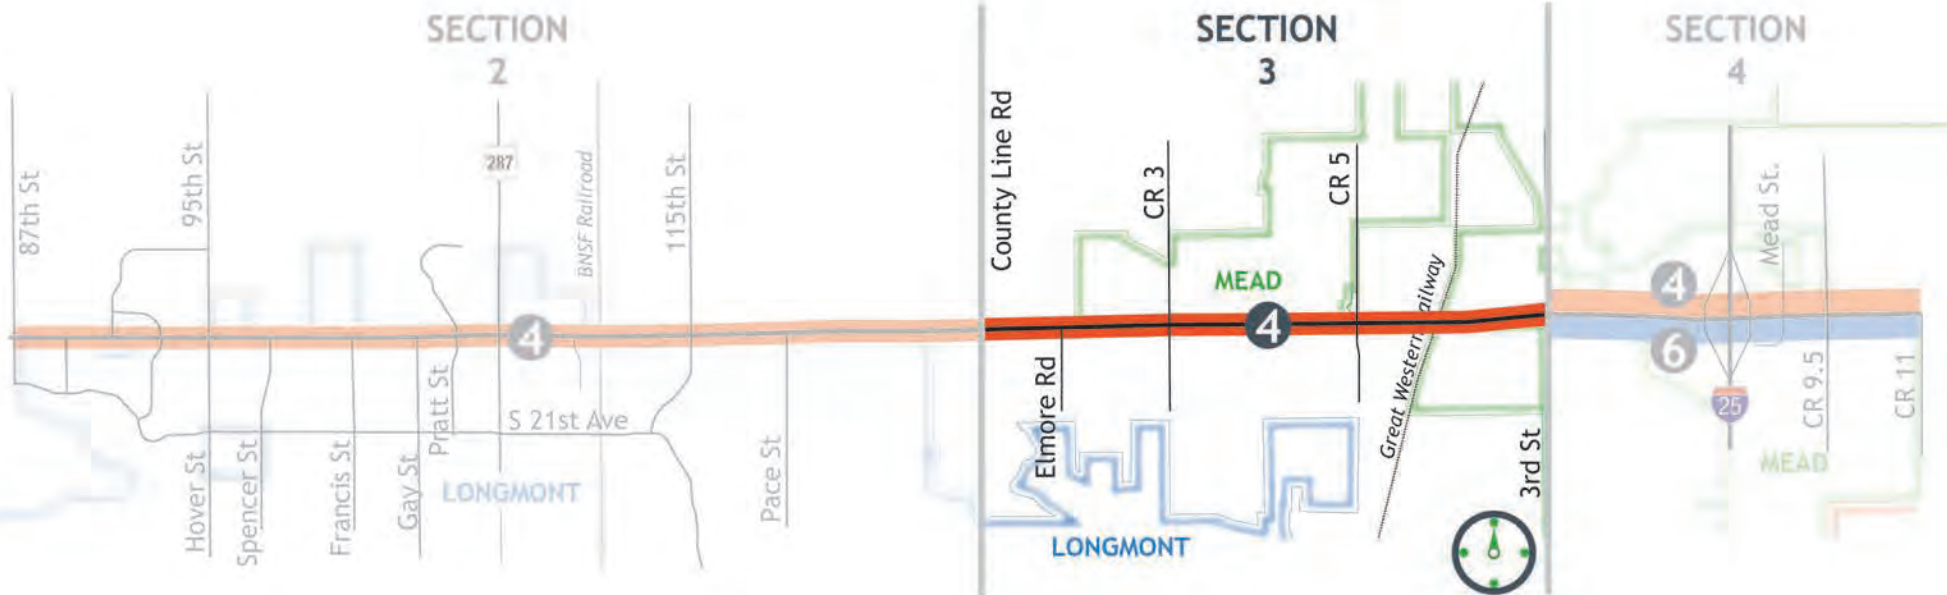 SECTION
2
SECTION
3
SECTION
4
87th St
95th St
287
BNSF Railroad
115th St
County Line Rd
CR 3
CR 5
Mead St.
MEAD
Great Western Railway
4
4
4
6
Hover St
Spencer St
Francis St
Gay St
Pratt St
S 21st Ave
LONGMONT
Pace St
Elmore Rd
LONGMONT
3rd St
25
CR 9.5
CR 11
MEAD